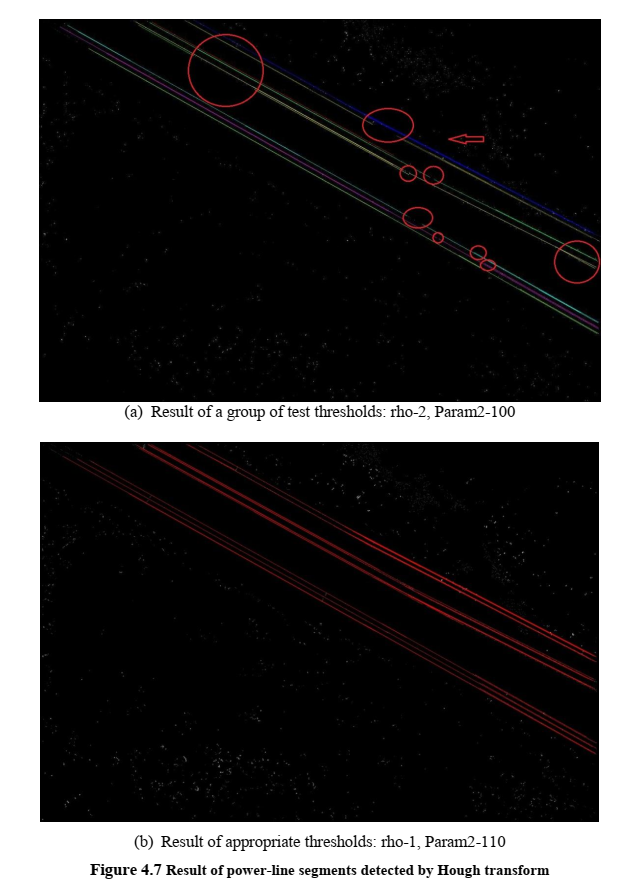 (a) Result of a group of test thresholds: rho-2, Param2-100
(b) Result of appropriate thresholds: rho-1, Param2-110
Figure 4.7 Result of power-line segments detected by Hough transform